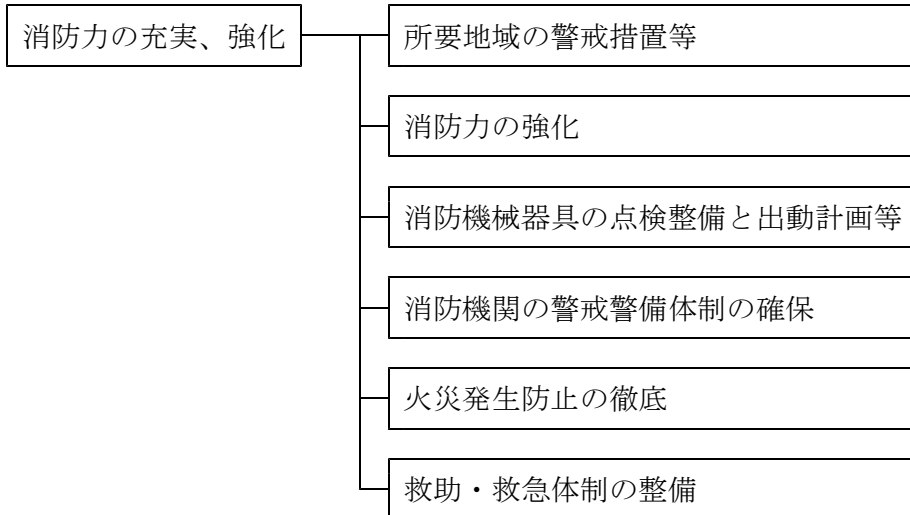 消防力の充実、強化
所要地域の警戒措置等
消防力の強化
消防機械器具の点検整備と出動計画等
消防機関の警戒警備体制の確保
火災発生防止の徹底
救助・救急体制の整備